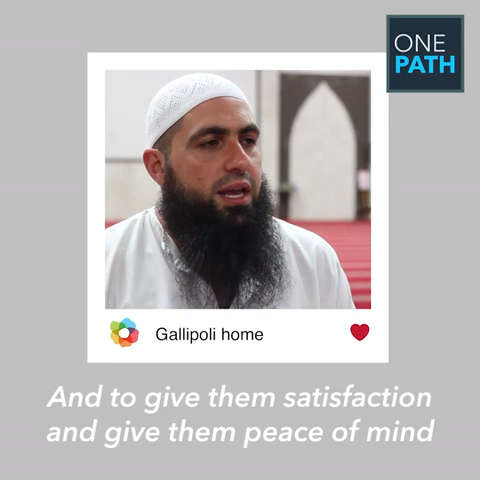 ONE
PATH
Gallipoli home
And to give them satisfaction
and give them peace of mind